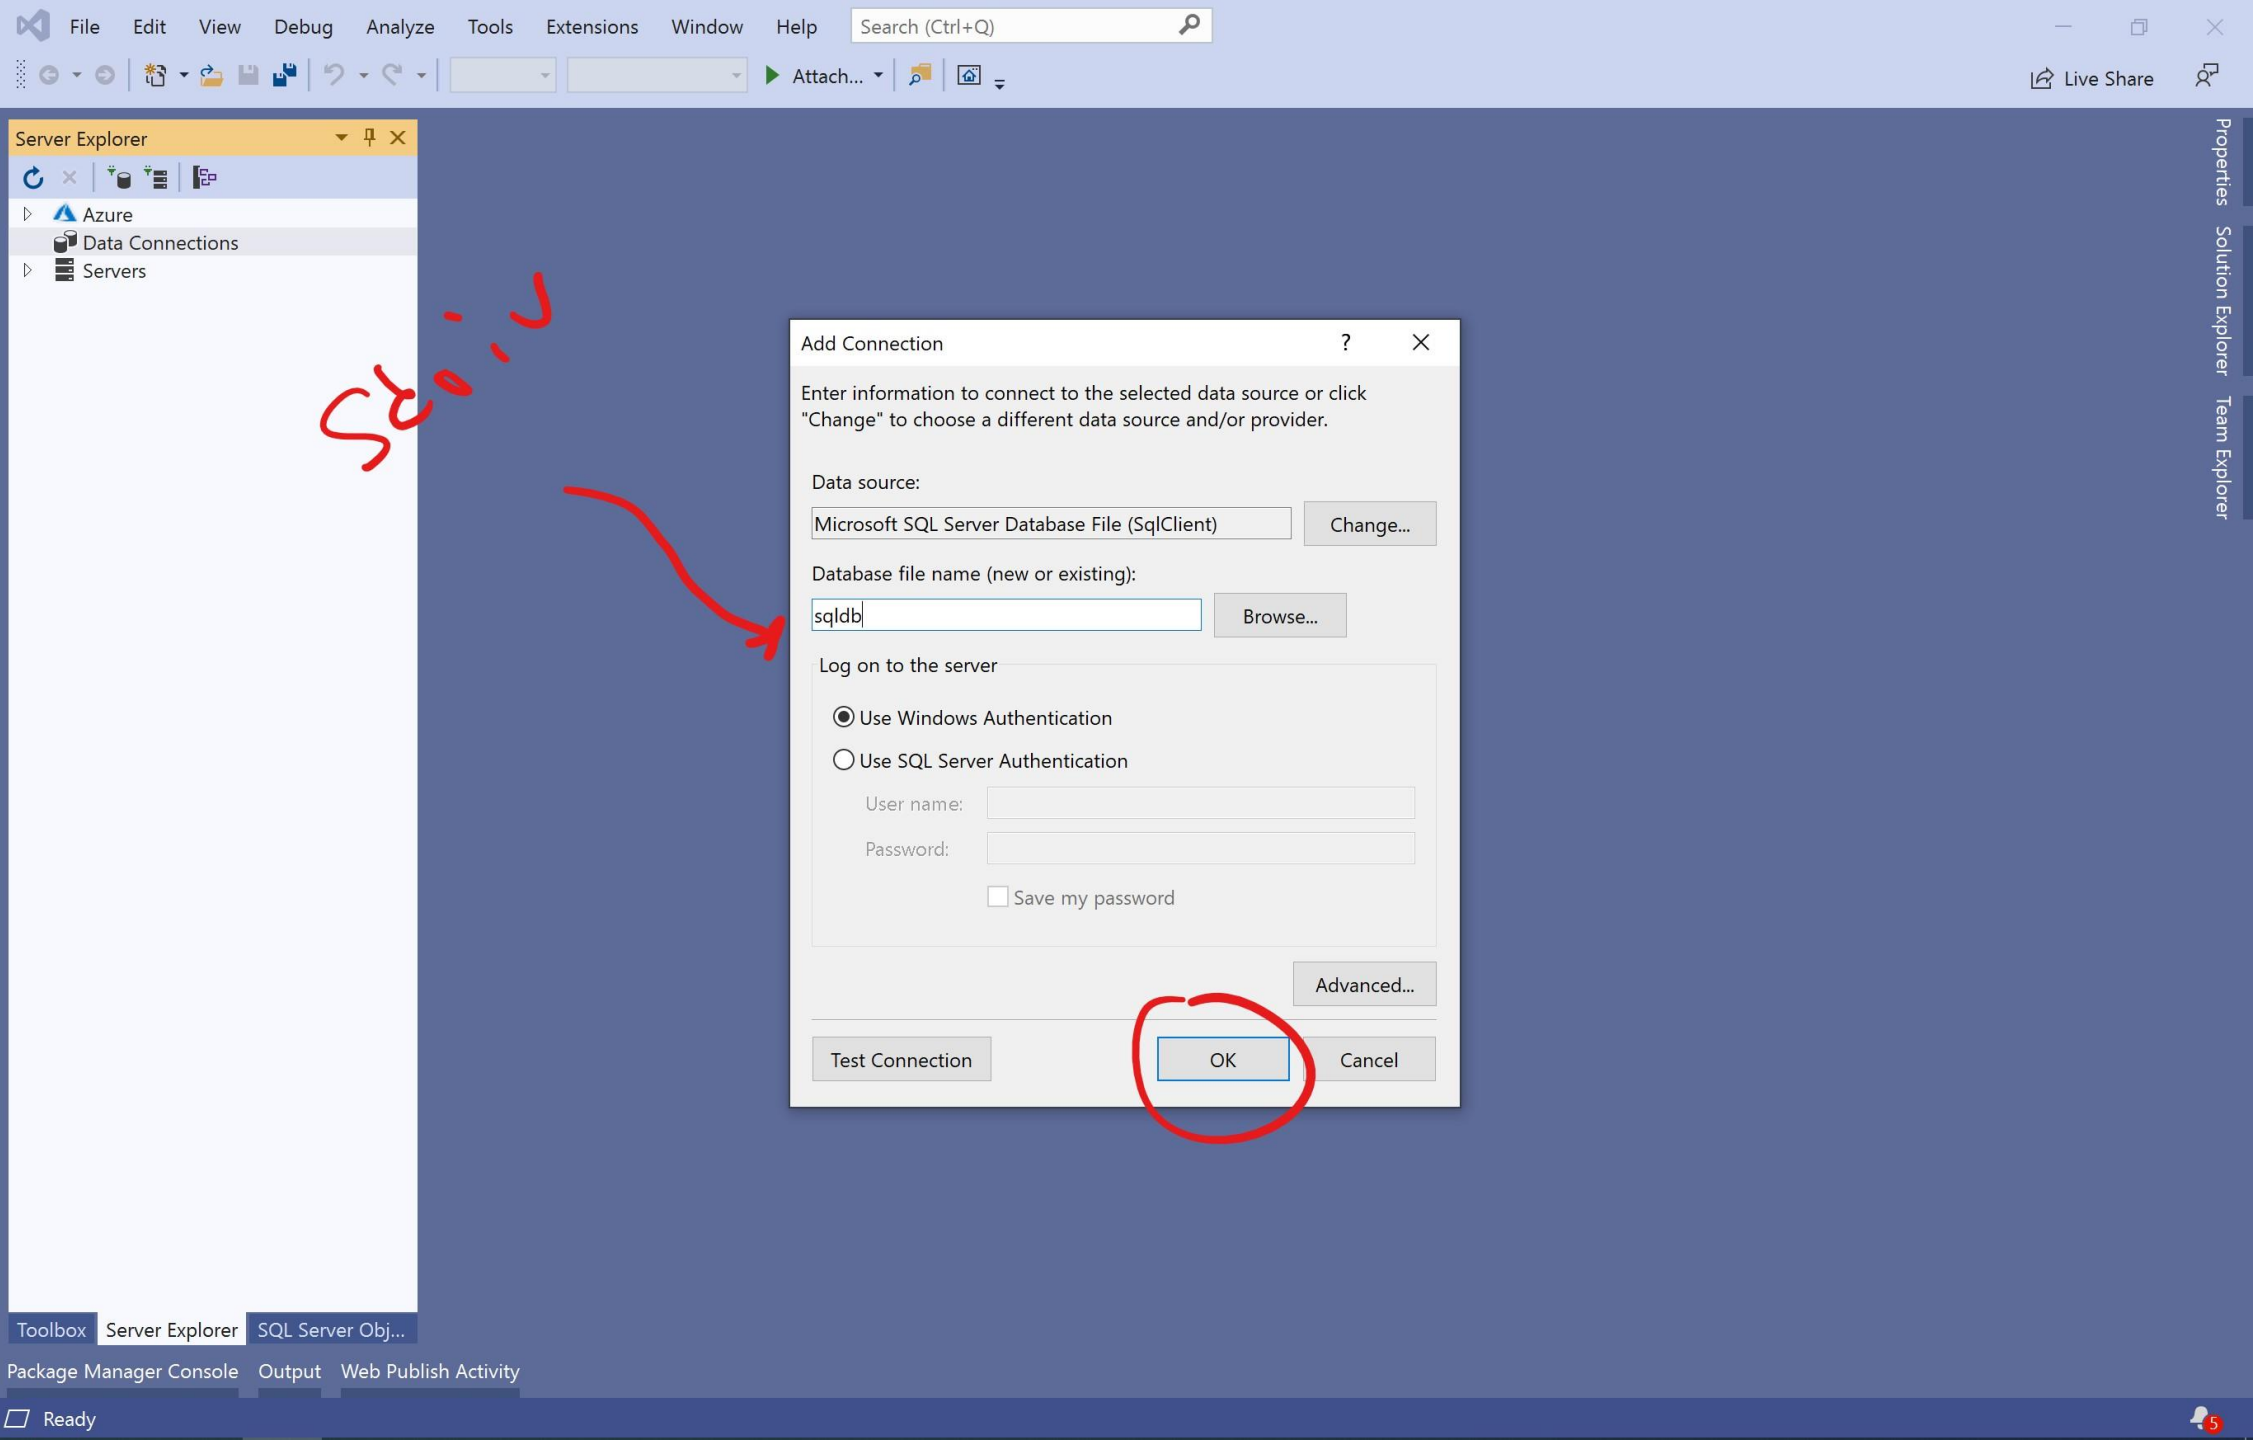 File Edit View Debug Analyze Tools Extensions Window Help Search (Ctrl+Q)
Attach... Live Share
Server Explorer
Azure
Data Connections
Servers
Properties
Solution Explorer
Team Explorer
Add Connection ?
Enter information to connect to the selected data source or click
"Change" to choose a different data source and/or provider.
Data source:
Microsoft SQL Server Database File (SqlClient) Change...
Database file name (new or existing):
sqldb Browse...
Log on to the server
Use Windows Authentication
Use SQL Server Authentication
User name:
Password:
Save my password
Advanced...
Test Connection OK Cancel
Toolbox Server Explorer SQL Server Obj...
Package Manager Console Output Web Publish Activity
Ready 5